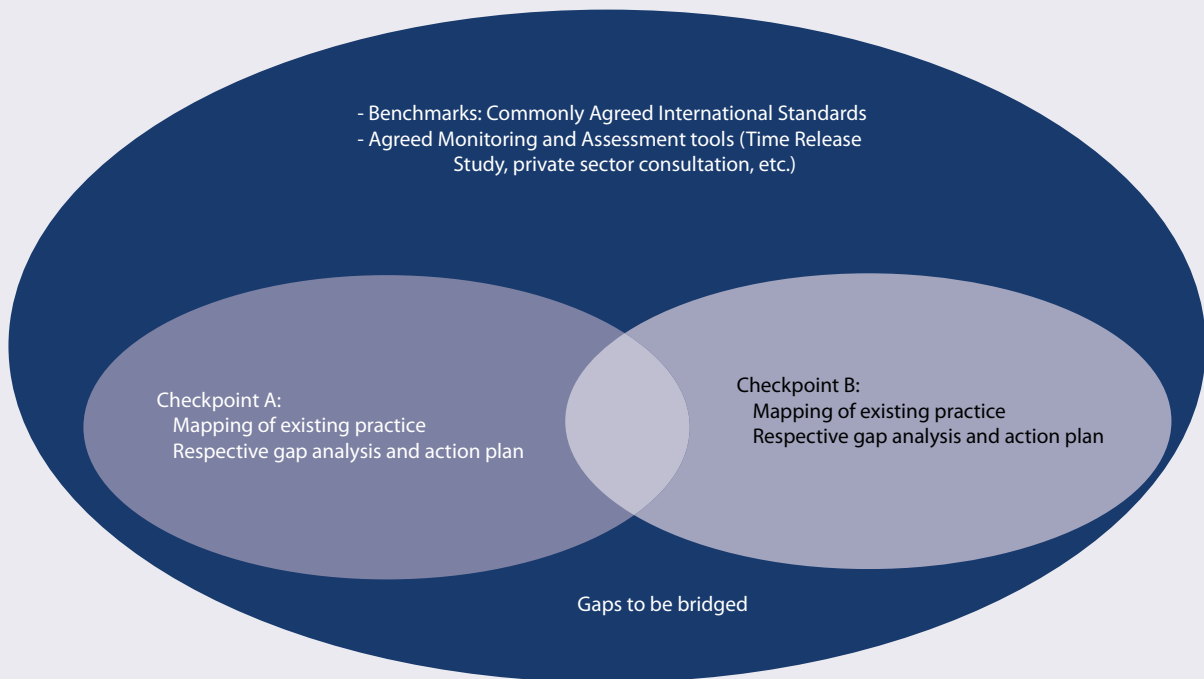 - Benchmarks: Commonly Agreed International Standards
- Agreed Monitoring and Assessment tools (Time Release
Study, private sector consultation, etc.)
Checkpoint A:
Mapping of existing practice
Respective gap analysis and action plan
Checkpoint B:
Mapping of existing practice
Respective gap analysis and action plan
Gaps to be bridged